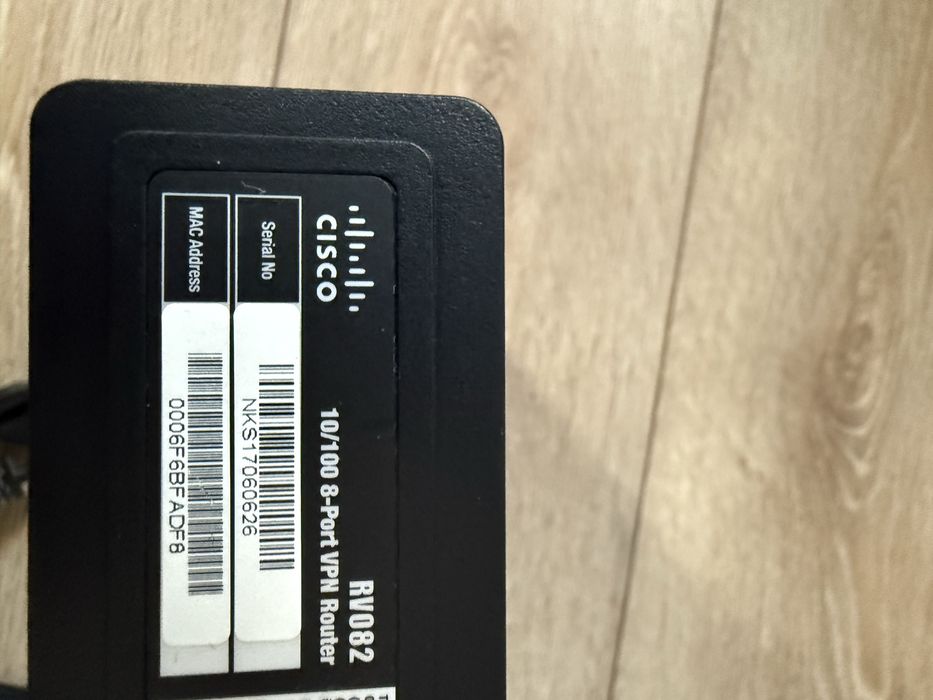 CISCO
RV082
10/100 8-Port VPN Router
Serial No
NKS17060626
MAC Address
0006F6BFADF8